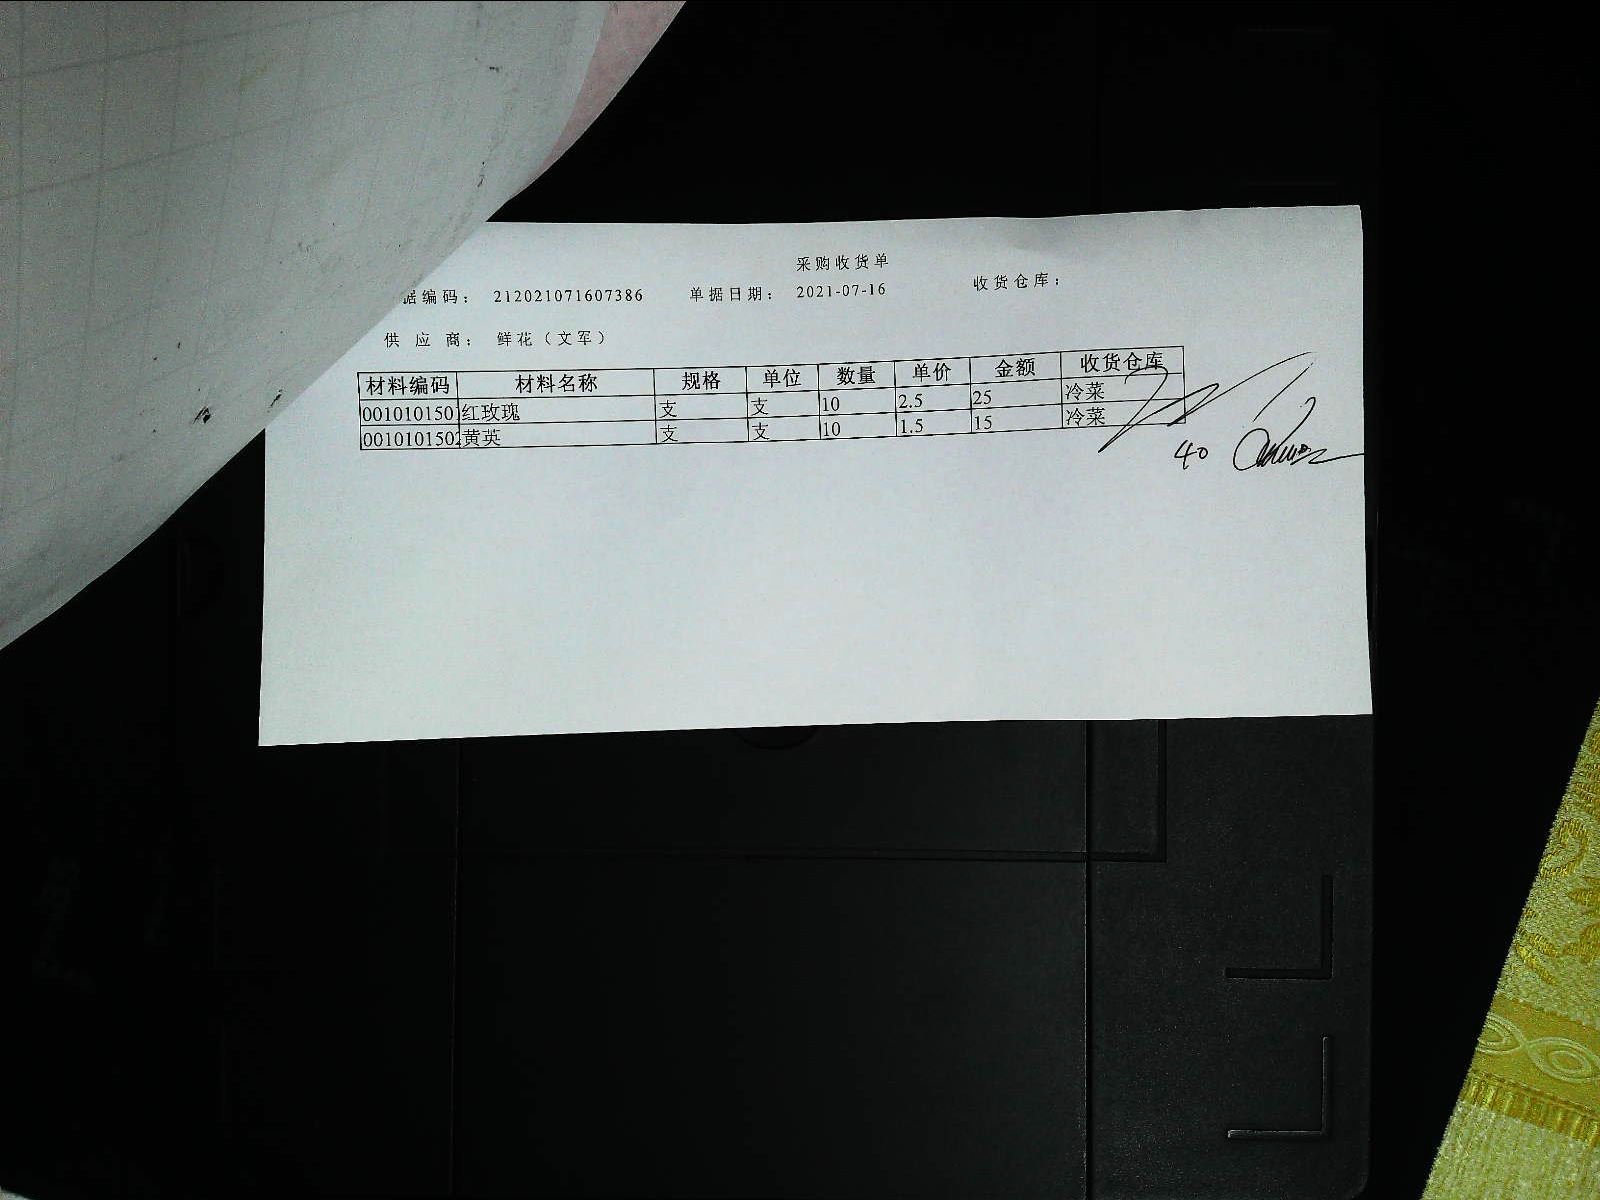 采购收货单
据编码： 212021071607386 单据日期： 2021-07-16 收货仓库：
供 应 商： 鲜花（文军）
材料编码 材料名称 规格 单位 数量 单价 金额 收货仓库
001010150 红玫瑰 支 支 10 2.5 25 冷菜
0010101502 黄英 支 支 10 1.5 15 冷菜
40